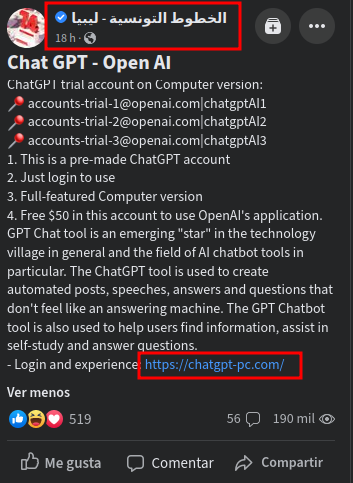 الخطوط التونسية - ليبيا
18 h ·
Chat GPT - Open AI
ChatGPT trial account on Computer version:
📍 accounts-trial-1@openai.com|chatgptAI1
📍 accounts-trial-2@openai.com|chatgptAI2
📍 accounts-trial-3@openai.com|chatgptAI3
1. This is a pre-made ChatGPT account
2. Just login to use
3. Full-featured Computer version
4. Free $50 in this account to use OpenAI's application.
GPT Chat tool is an emerging "star" in the technology
village in general and the field of AI chatbot tools in
particular. The ChatGPT tool is used to create
automated posts, speeches, answers and questions that
don't feel like an answering machine. The GPT Chatbot
tool is also used to help users find information, assist in
self-study and answer questions.
- Login and experience: https://chatgpt-pc.com/
Ver menos
519 56 190 mil
Me gusta Comentar Compartir